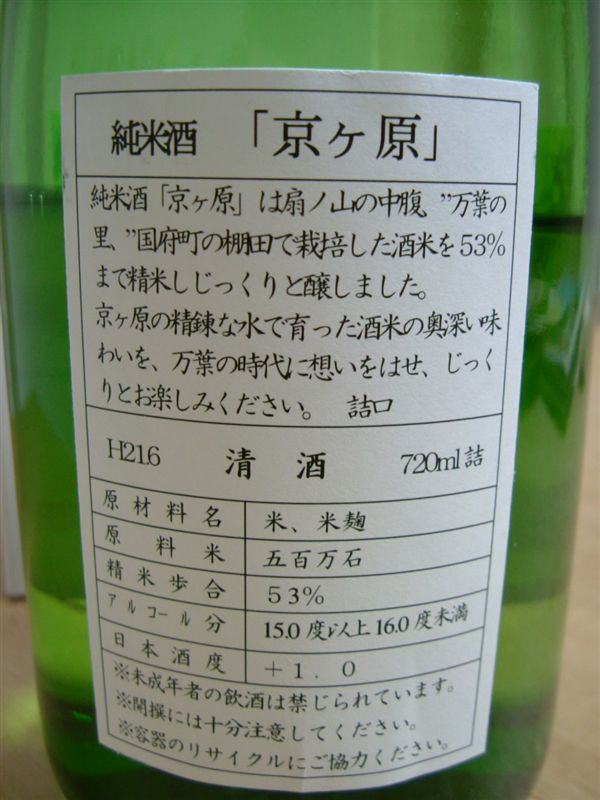 純米酒 「京ヶ原」
純米酒「京ヶ原」は扇ノ山の中腹、”万葉の
里、”国府町の棚田で栽培した酒米を53%
まで精米しじっくりと醸しました。
京ヶ原の精錬な水で育った酒米の奥深い味
わいを、万葉の時代に想いをはせ、じっく
りとお楽しみください。 詰口
H21.6 清酒 720ml詰
原材料名 米、米麹
原料米 五百万石
精米歩合 53%
アルコール分 15.0度以上16.0度未満
日本酒度 +1.0
※未成年者の飲酒は禁じられています。
※開撰には十分注意してください。
※容器のリサイクルにご協力ください。